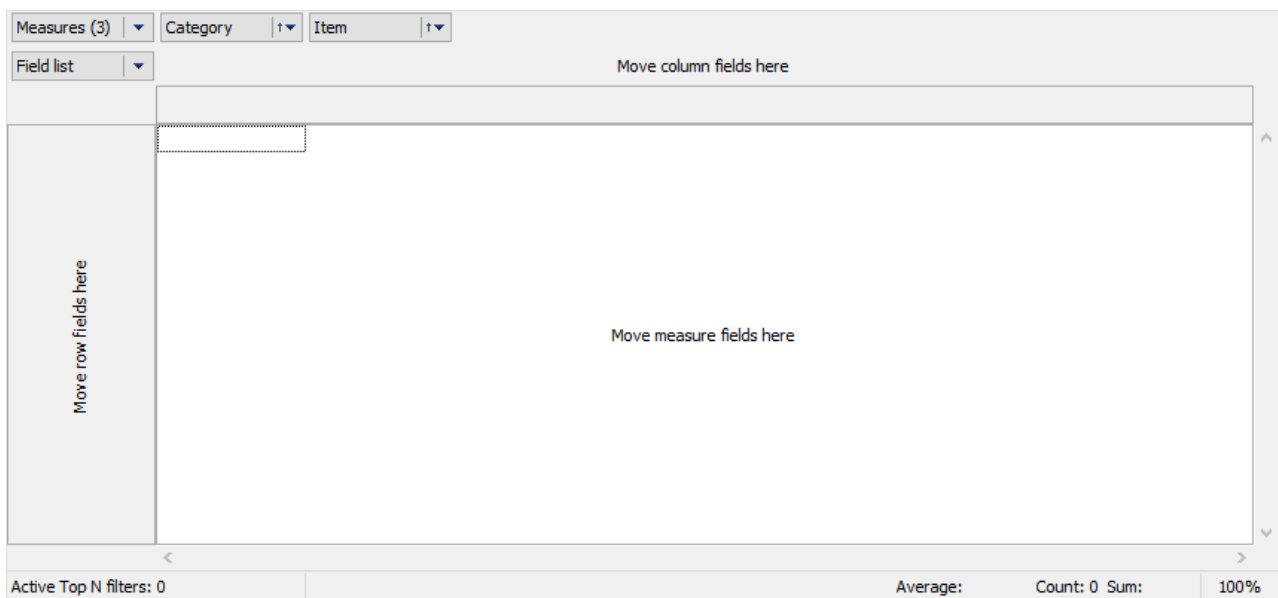 Measures (3) Category Item
Field list Move column fields here
Move row fields here
Move measure fields here
Active Top N filters: 0 Average: Count: 0 Sum: 100%